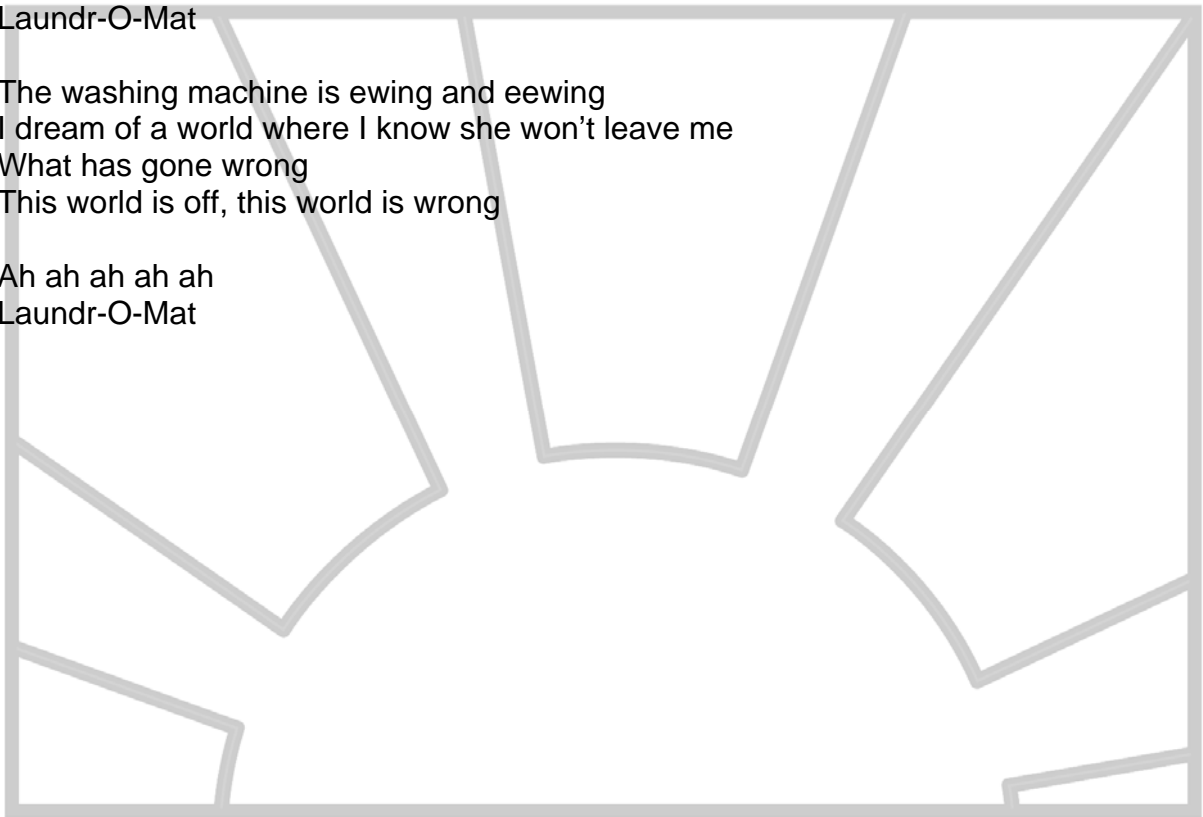 Laundr-O-Mat
The washing machine is ewing and eewing
I dream of a world where I know she won't leave me
What has gone wrong
This world is off, this world is wrong
Ah ah ah ah ah
Laundr-O-Mat